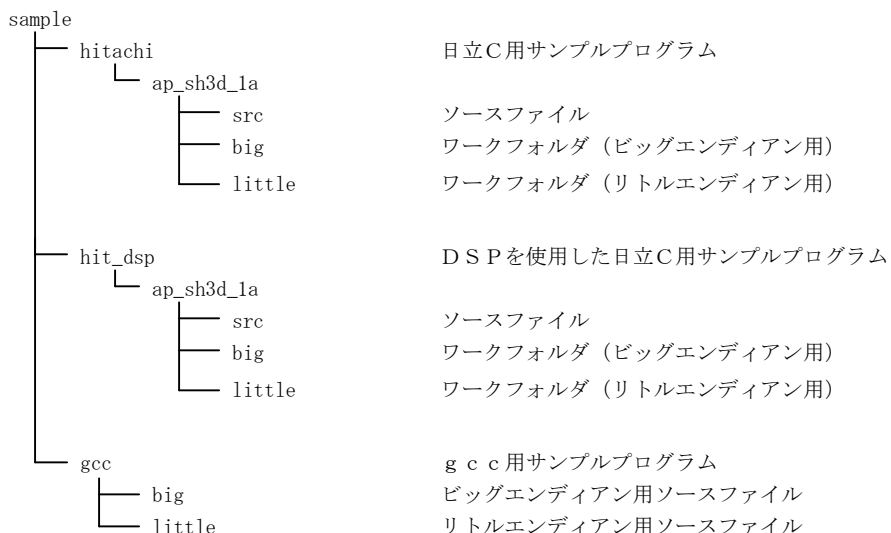 sample
hitachi 日立C用サンプルプログラム
ap_sh3d_1a
src ソースファイル
big ワークフォルダ（ビッグエンディアン用）
little ワークフォルダ（リトルエンディアン用）
hit_dsp ＤＳＰを使用した日立C用サンプルプログラム
ap_sh3d_1a
src ソースファイル
big ワークフォルダ（ビッグエンディアン用）
little ワークフォルダ（リトルエンディアン用）
gcc ｇｃｃ用サンプルプログラム
big ビッグエンディアン用ソースファイル
little リトルエンディアン用ソースファイル